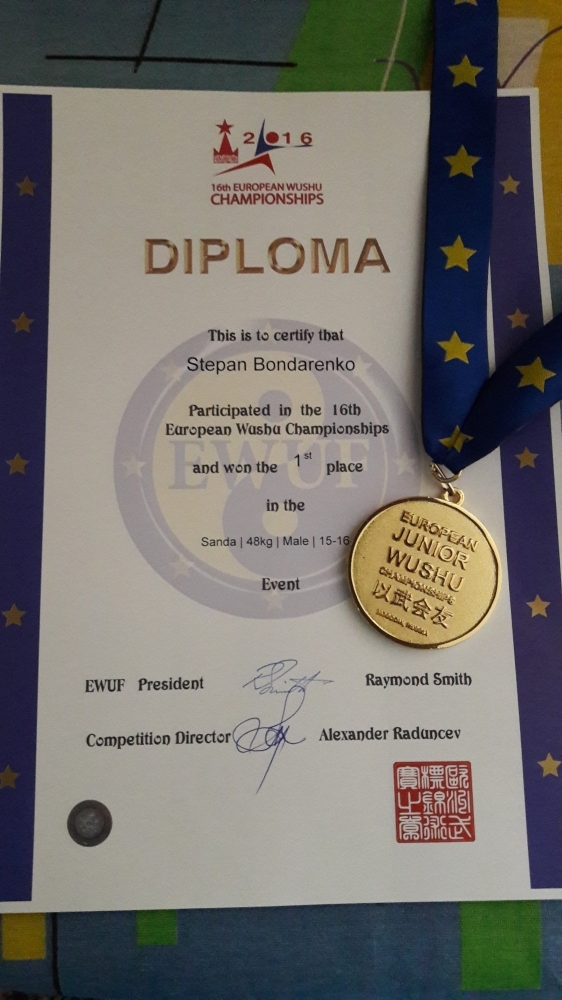 2016
16th EUROPEAN WUSHU
CHAMPIONSHIPS
DIPLOMA
This is to certify that
Stepan Bondarenko
Participated in the 16th
European Wushu Championships
EWUF
and won the 1st place
in the
Sanda | 48kg | Male | 15-16
Event
EUROPEAN
JUNIOR
WUSHU
CHAMPIONSHIPS
以武会友
MOSCOW, RUSSIA
EWUF President Raymond Smith
Competition Director Alexander Raduncev